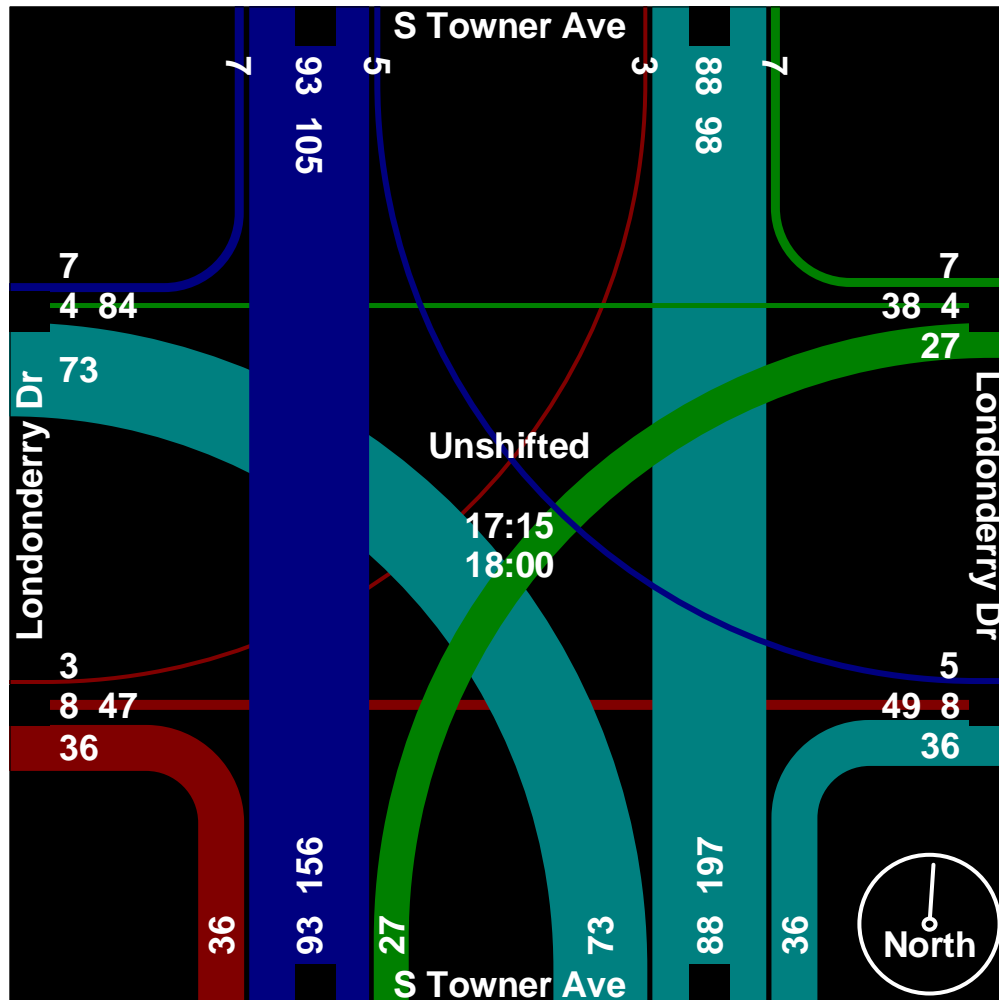 S Towner Ave
7 93 5 3 88 7
105 98
7 7
4 84 38 4
73 27
Londonderry Dr Londonderry Dr
Unshifted
17:15
18:00
3 5
8 47 49 8
36 36
156 197
36 93 27 73 88 36
North
S Towner Ave